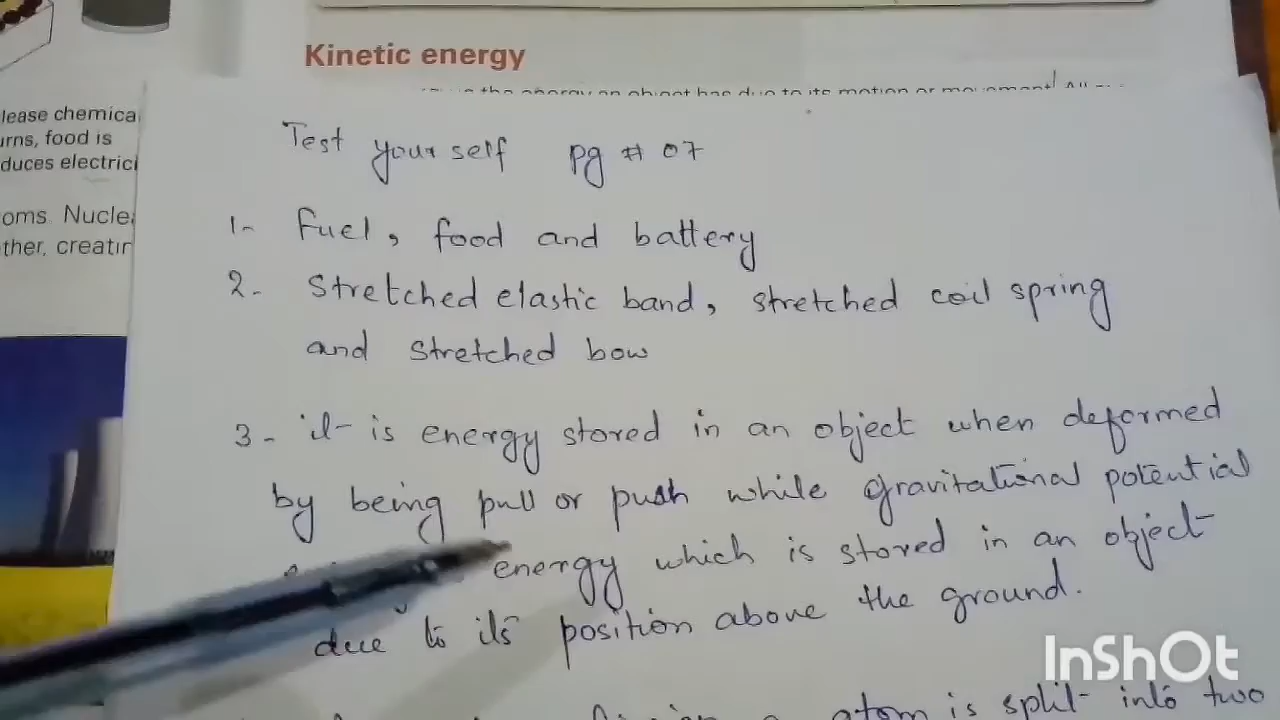 Kinetic energy
lease chemica
urns, food is
duces electrici
oms. Nuclea
ther, creatin
Test yourself pg # 07
1- Fuel, food and battery
2- Stretched elastic band, stretched coil spring
and stretched bow
3- it is energy stored in an object when deformed
by being pull or push while gravitational potential
energy which is stored in an object
due to its position above the ground.
atom is split into two
InShOt